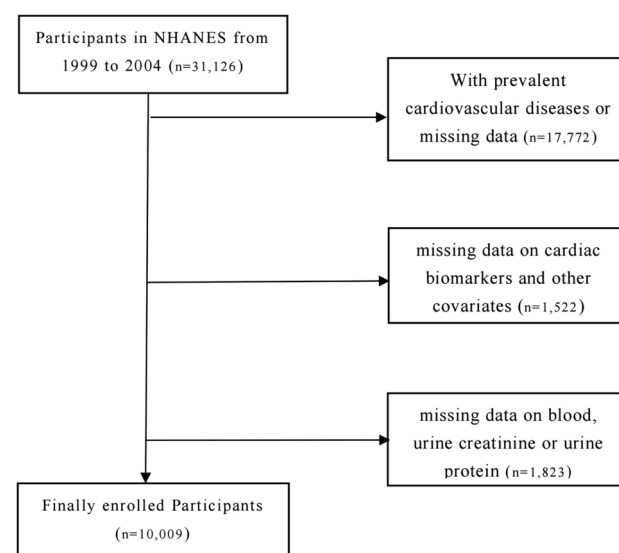 Participants in NHANES from
1999 to 2004 (n=31,126)
With prevalent
cardiovascular diseases or
missing data (n=17,772)
missing data on cardiac
biomarkers and other
covariates (n=1,522)
missing data on blood,
urine creatinine or urine
protein (n=1,823)
Finally enrolled Participants
(n=10,009)